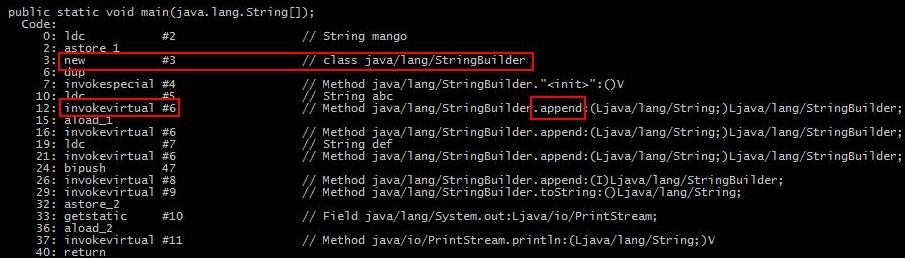 public static void main(java.lang.String[]);
Code:
0: ldc #2 // String mango
2: astore_1
3: new #3 // class java/lang/StringBuilder
6: dup
7: invokespecial #4 // Method java/lang/StringBuilder."<init>":()V
10: ldc #5 // String abc
12: invokevirtual #6 // Method java/lang/StringBuilder.append:(Ljava/lang/String;)Ljava/lang/StringBuilder;
15: aload_1
16: invokevirtual #6 // Method java/lang/StringBuilder.append:(Ljava/lang/String;)Ljava/lang/StringBuilder;
19: ldc #7 // String def
21: invokevirtual #6 // Method java/lang/StringBuilder.append:(Ljava/lang/String;)Ljava/lang/StringBuilder;
24: bipush 47
26: invokevirtual #8 // Method java/lang/StringBuilder.append:(I)Ljava/lang/StringBuilder;
29: invokevirtual #9 // Method java/lang/StringBuilder.toString:()Ljava/lang/String;
32: astore_2
33: getstatic #10 // Field java/lang/System.out:Ljava/io/PrintStream;
36: aload_2
37: invokevirtual #11 // Method java/io/PrintStream.println:(Ljava/lang/String;)V
40: return